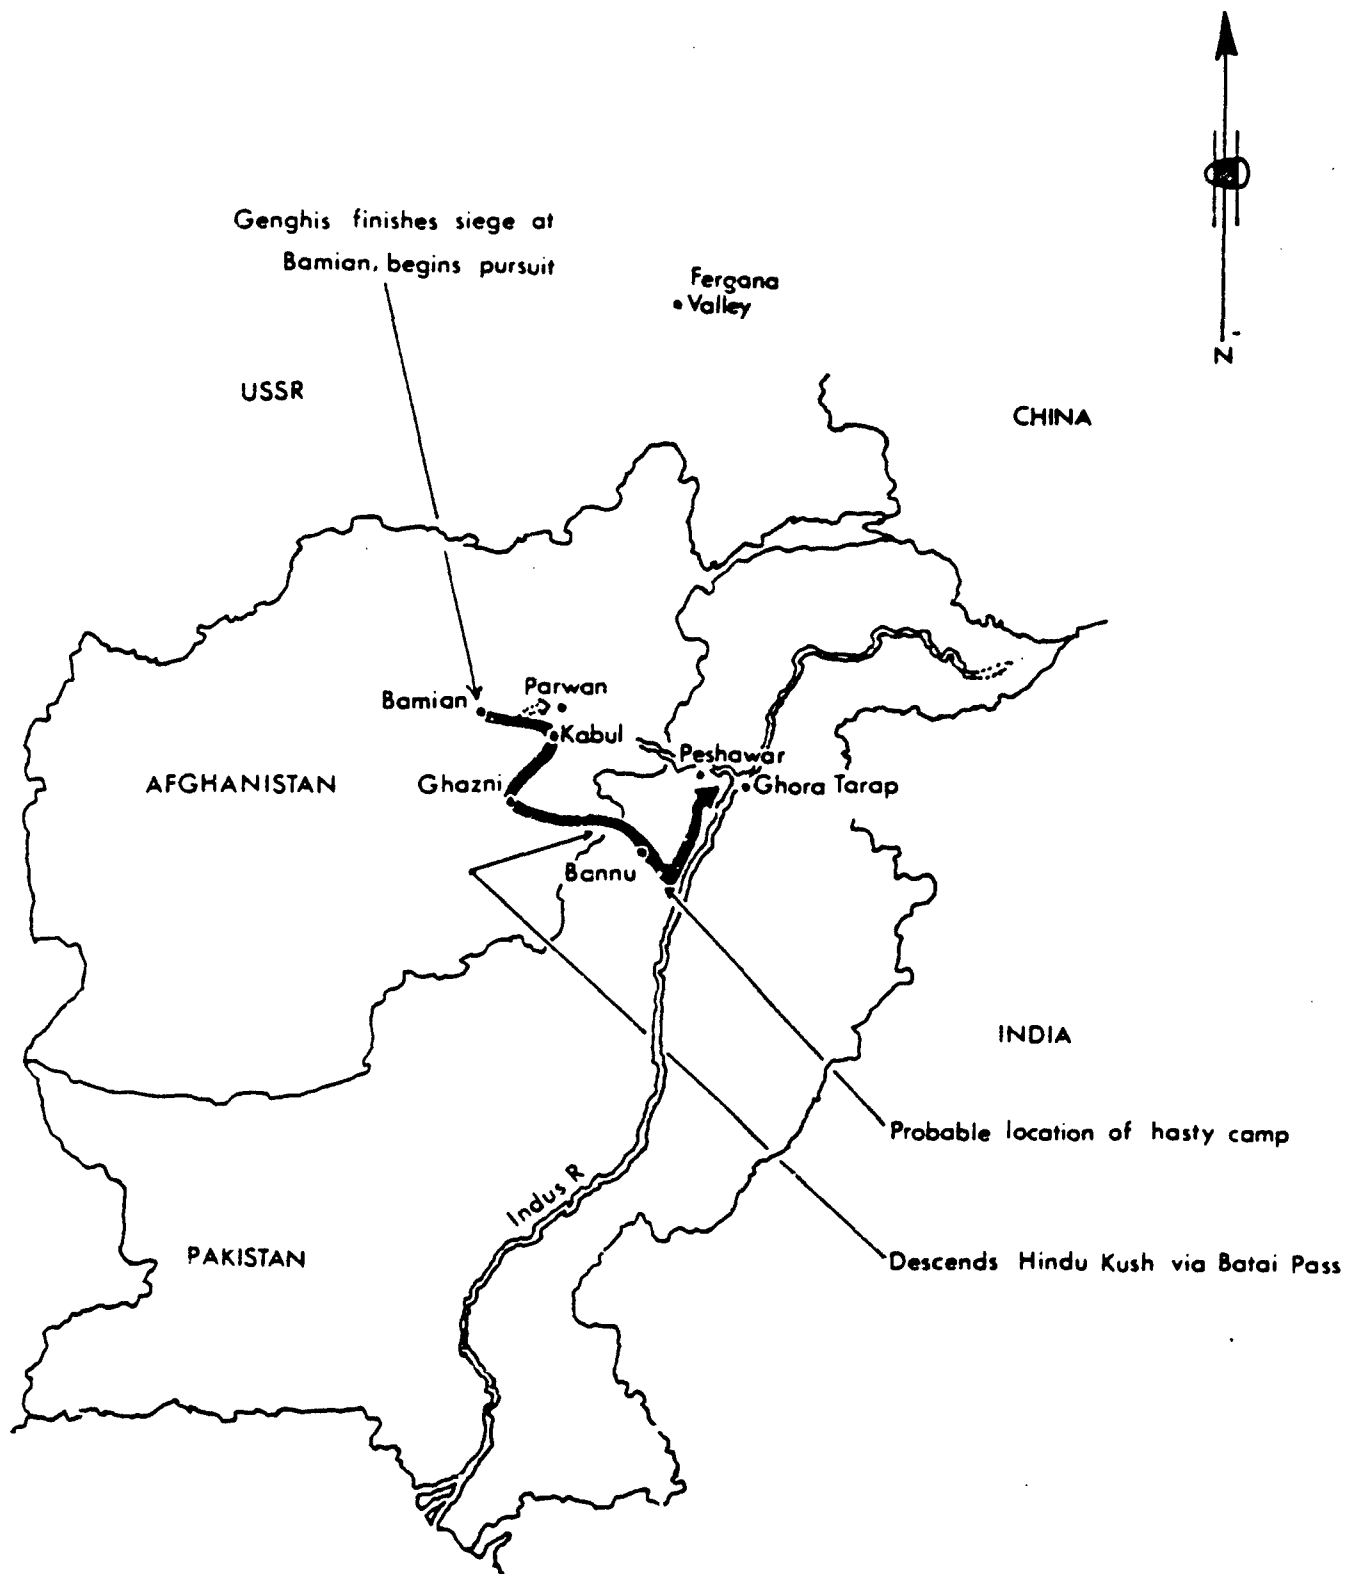 Genghis finishes siege at
Bamian, begins pursuit
Fergana
Valley
N
USSR
CHINA
Bamian
Parwan
Kabul
Peshawar
AFGHANISTAN
Ghazni
Ghora Tarap
Bannu
INDIA
Probable location of hasty camp
Indus R
PAKISTAN
Descends Hindu Kush via Batai Pass